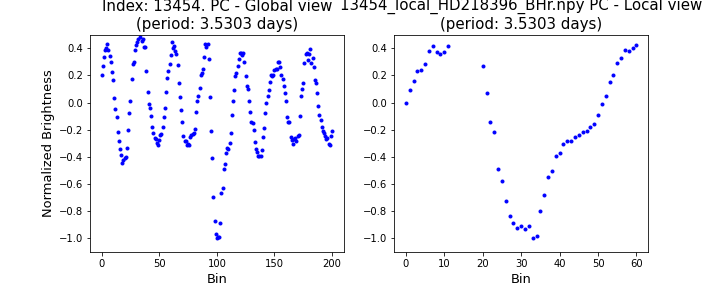 Index: 13454. PC - Global view
(period: 3.5303 days)
13454_local_HD218396_BHr.npy PC - Local view
(period: 3.5303 days)
Normalized Brightness
0.4
0.2
0.0
−0.2
−0.4
−0.6
−0.8
−1.0
0 50 100 150 200
Bin
0.4
0.2
0.0
−0.2
−0.4
−0.6
−0.8
−1.0
0 10 20 30 40 50 60
Bin